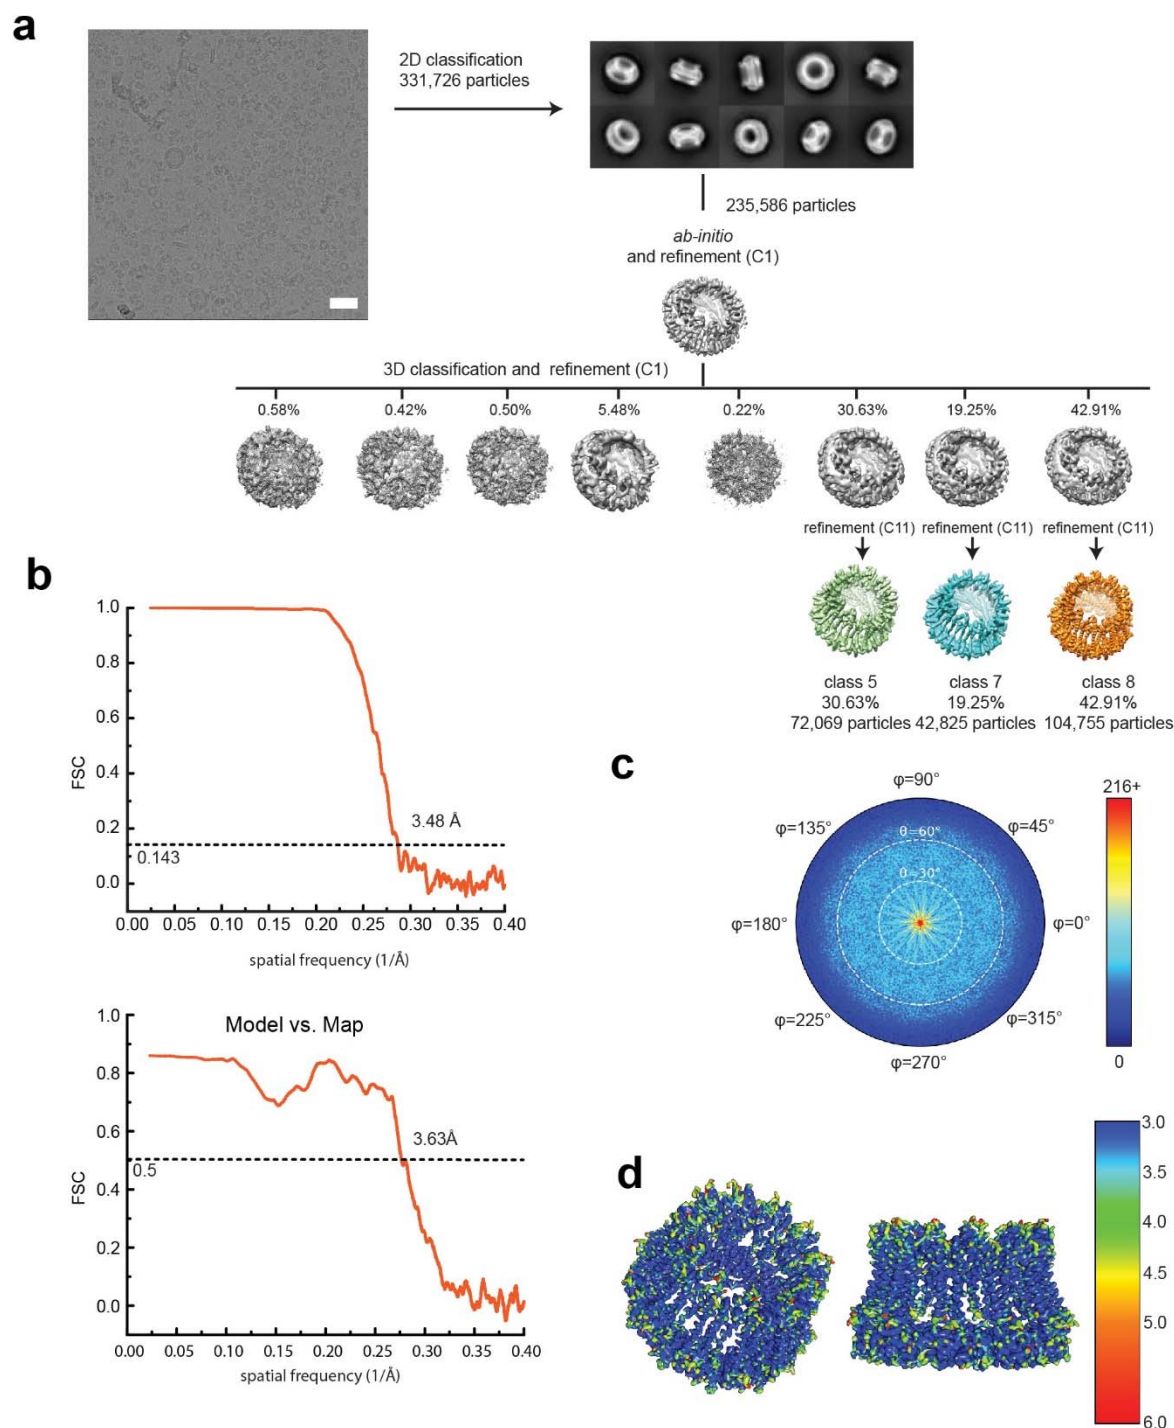 a
2D classification
331,726 particles
235,586 particles
ab-initio
and refinement (C1)
3D classification and refinement (C1)
0.58%
0.42%
0.50%
5.48%
0.22%
30.63%
19.25%
42.91%
refinement (C11)
refinement (C11)
refinement (C11)
class 5
30.63%
72,069 particles
class 7
19.25%
42,825 particles
class 8
42.91%
104,755 particles
b
1.0
0.8
0.6
0.4
0.2
0.0
FSC
3.48 Å
0.143
0.00 0.05 0.10 0.15 0.20 0.25 0.30 0.35 0.40
spatial frequency (1/Å)
Model vs. Map
1.0
0.8
0.6
0.4
0.2
0.0
FSC
3.63Å
0.5
0.00 0.05 0.10 0.15 0.20 0.25 0.30 0.35 0.40
spatial frequency (1/Å)
c
φ=90°
φ=135°
φ=45°
θ=60°
θ=30°
φ=180°
φ=0°
φ=225°
φ=315°
φ=270°
216+
0
d
3.0
3.5
4.0
4.5
5.0
6.0